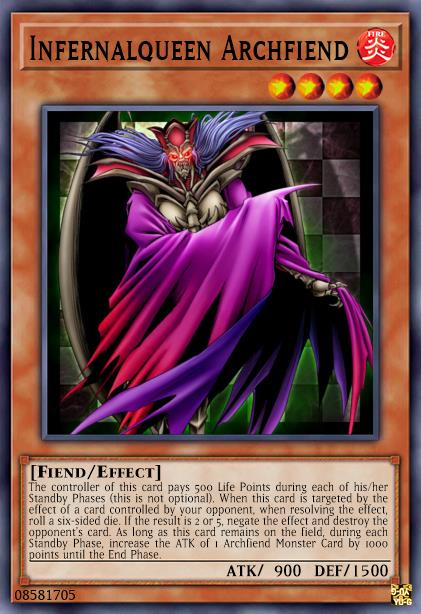 Infernalqueen Archfiend
FIRE
炎
[Fiend/Effect]
The controller of this card pays 500 Life Points during each of his/her
Standby Phases (this is not optional). When this card is targeted by the
effect of a card controlled by your opponent, when resolving the effect,
roll a six-sided die. If the result is 2 or 5, negate the effect and destroy the
opponent's card. As long as this card remains on the field, during each
Standby Phase, increase the ATK of 1 Archfiend Monster Card by 1000
points until the End Phase.
ATK/ 900 DEF/1500
08581705